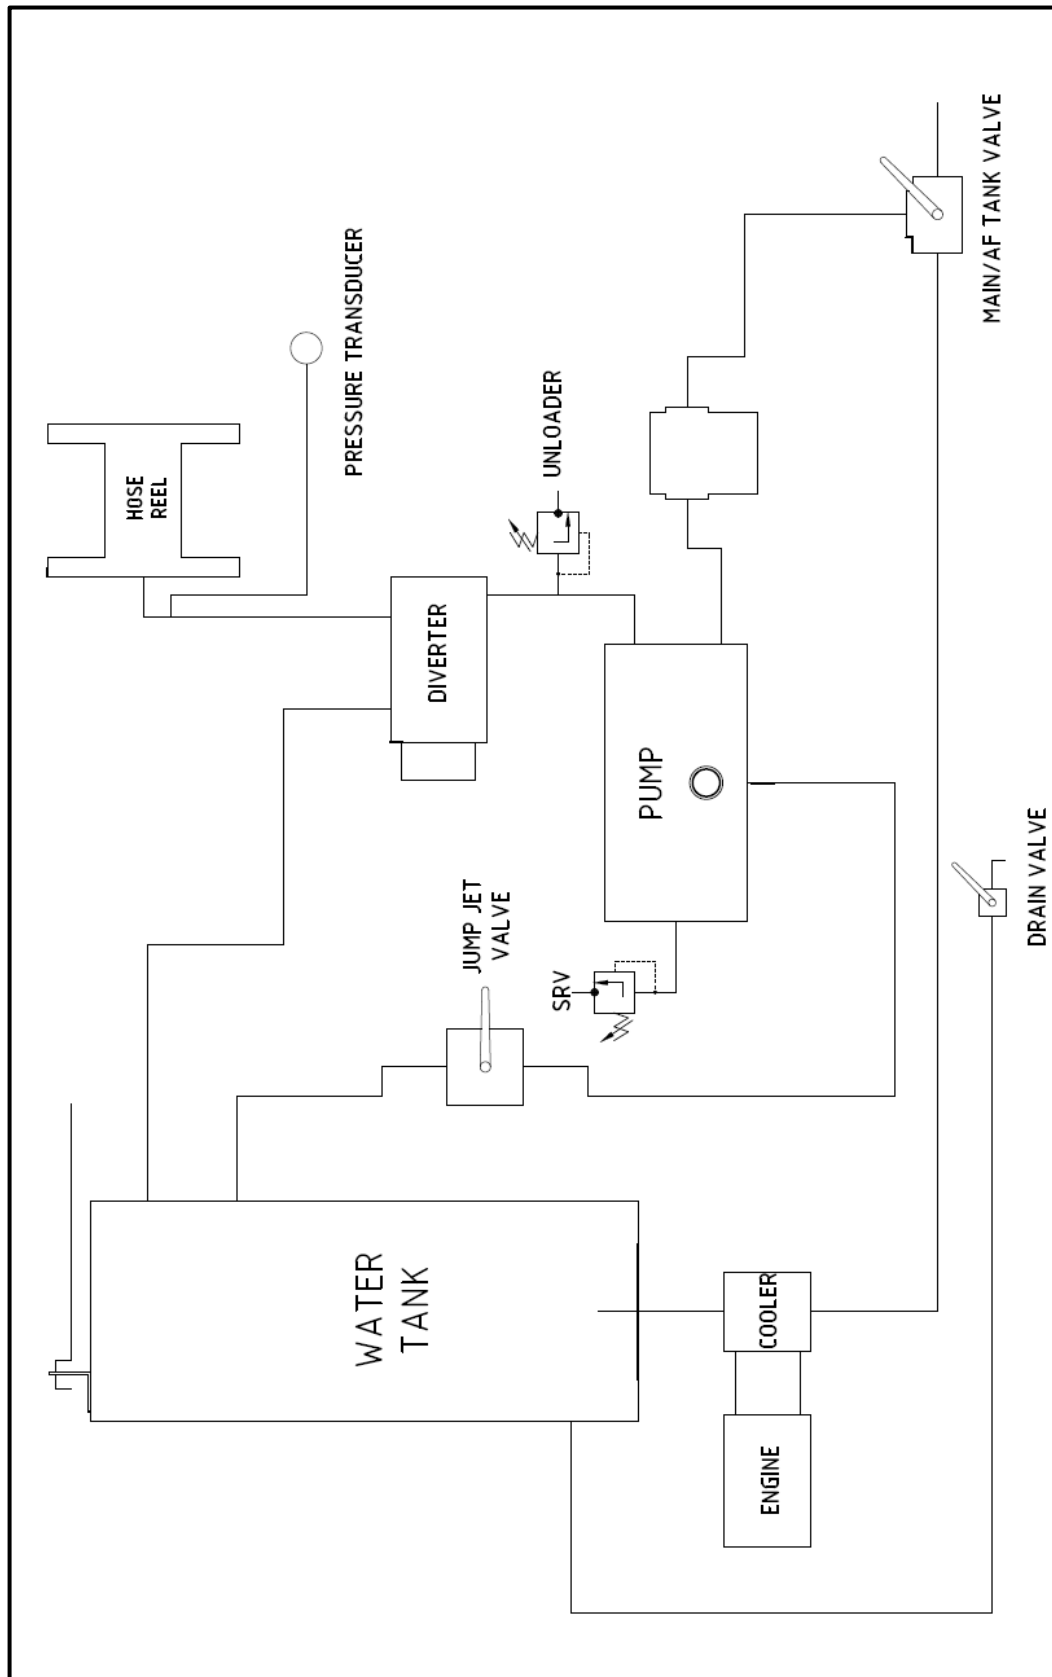 WATER
TANK
ENGINE
COOLER
JUMP JET
VALVE
SRV
PUMP
DIVERTER
HOSE
REEL
UNLOADER
PRESSURE TRANSDUCER
DRAIN VALVE
MAIN/AF TANK VALVE